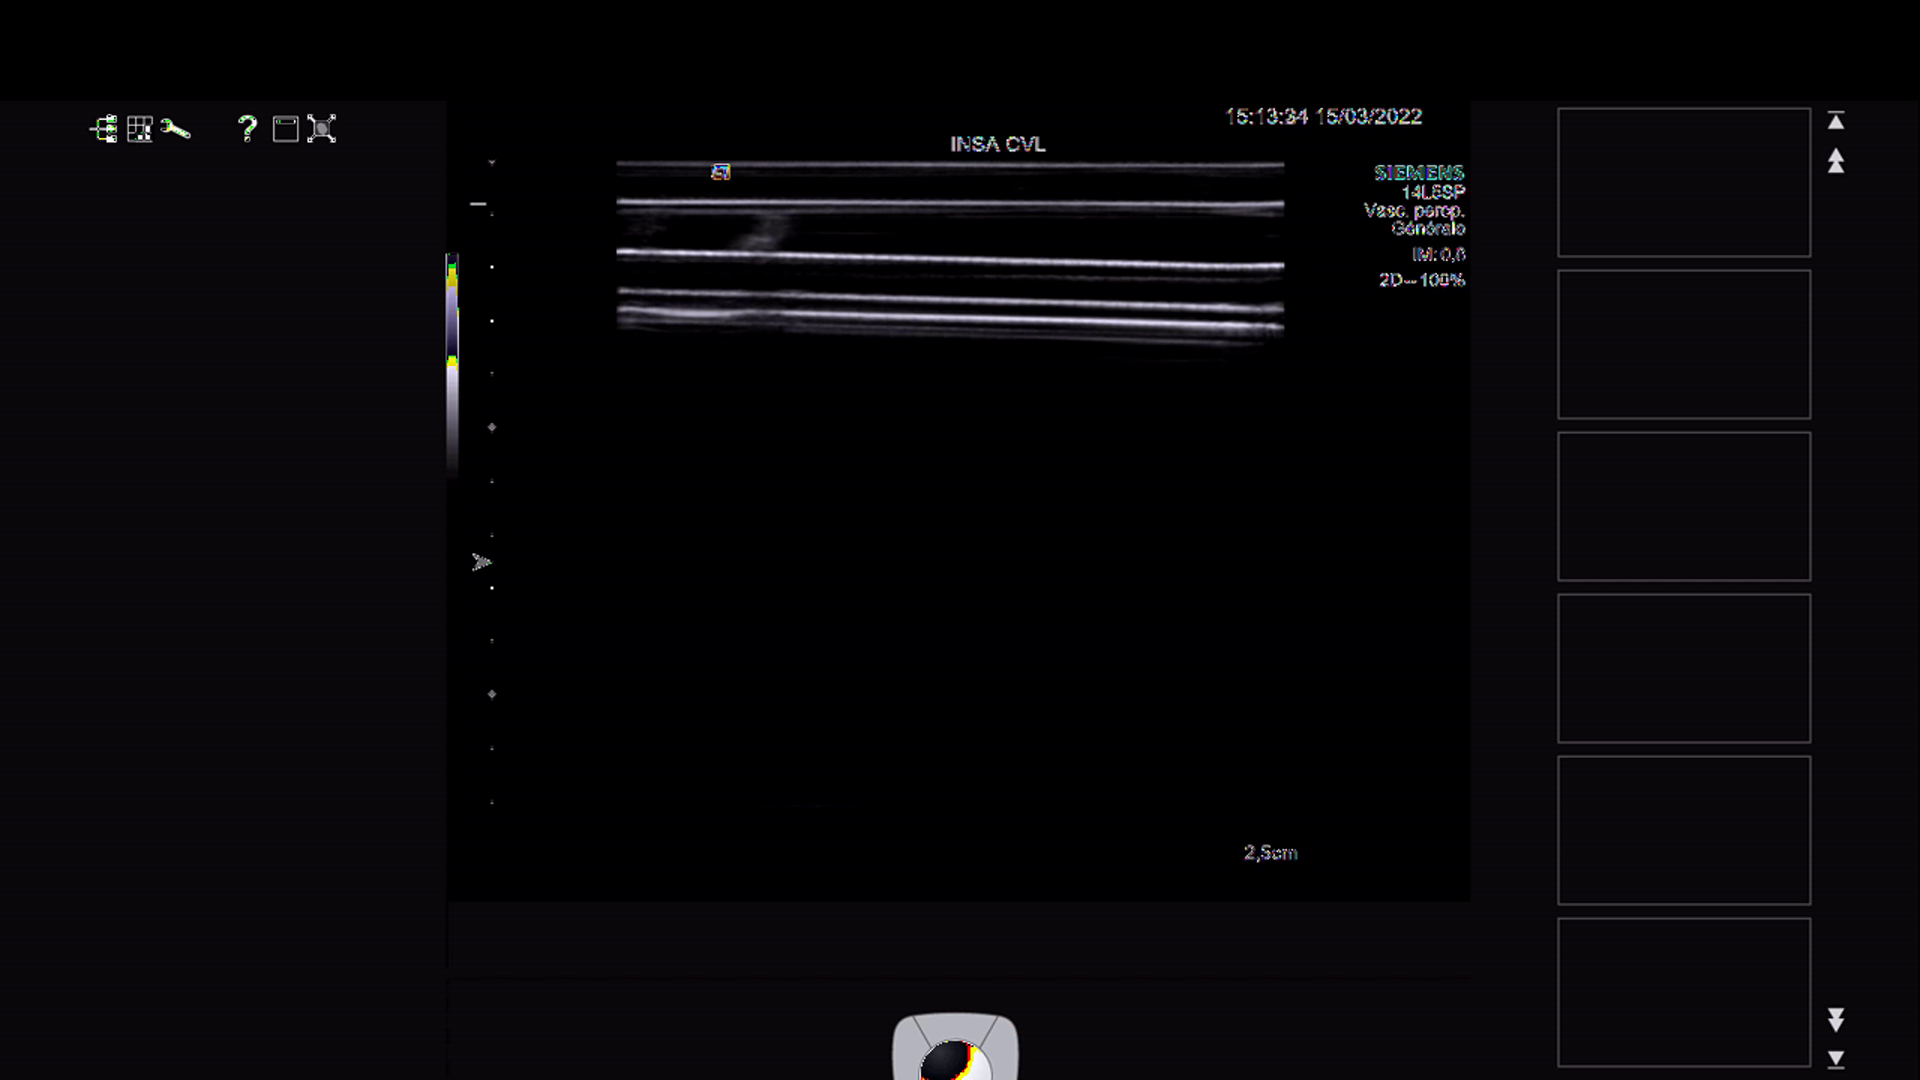 15:13:34 15/03/2022
INSA CVL
SIEMENS
14L5SP
Vasc. périp.
Générale
IM: 0,6
2D--100%
2,5cm